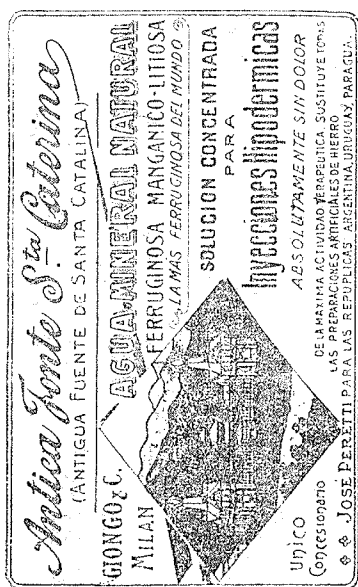 Antica Fonte S.ta Caterina
(ANTIGUA FUENTE DE SANTA CATALINA)
GIONGO y C.
MILAN
AGUA-MINERAL NATURAL
FERRUGINOSA MANGANICO-LITIOSA
LA MAS FERRUGINOSA DEL MUNDO
SOLUCION CONCENTRADA
PARA
Inyecciones Hipodermicas
ABSOLUTAMENTE SIN DOLOR
DE LA MAXIMA ACTIVIDAD TERAPEUTICA, SUSTITUYE TODAS
LAS PREPARACIONES ARTIFICIALES DE HIERRO
Unico
Concesionario
JOSE PERETTI PARA LAS REPUBLICAS ARGENTINA, URUGUAY, PARAGUA